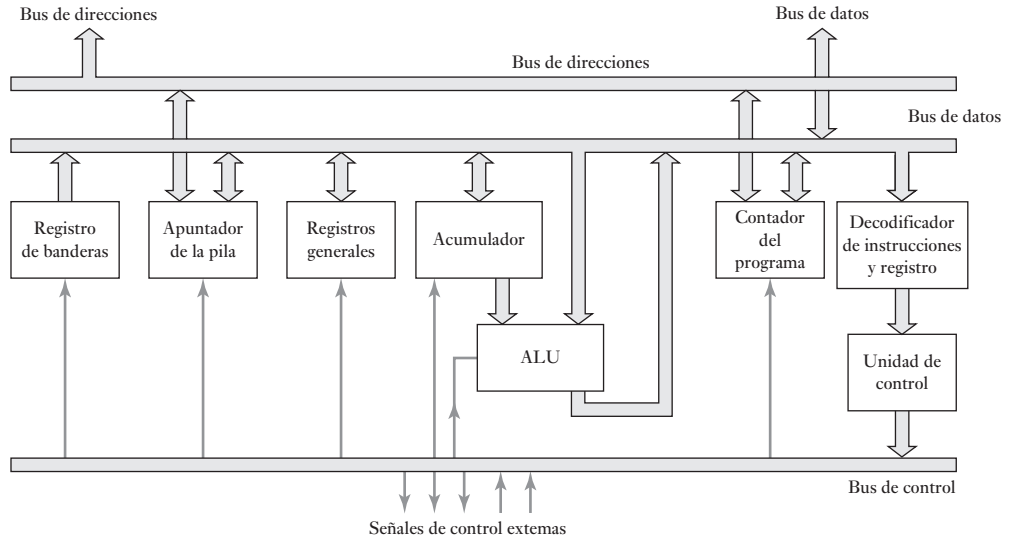 Bus de direcciones
Bus de datos
Bus de direcciones
Bus de datos
Registro
de banderas
Apuntador
de la pila
Registros
generales
Acumulador
Contador
del
programa
Decodificador
de instrucciones
y registro
ALU
Unidad de
control
Bus de control
Señales de control extemas